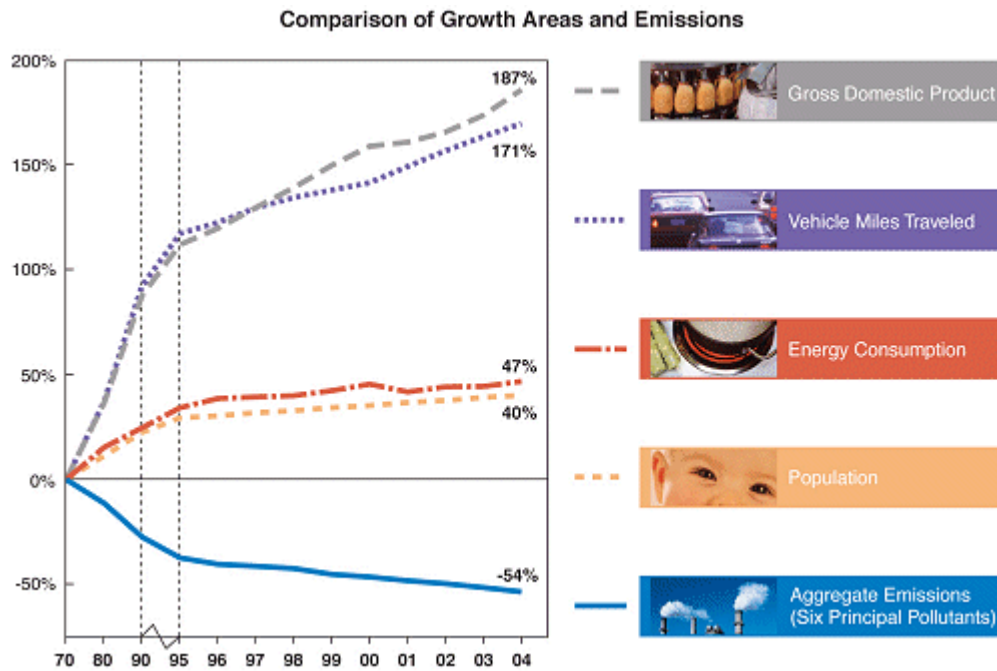 Comparison of Growth Areas and Emissions
200%
150%
100%
50%
0%
-50%
187%
171%
47%
40%
-54%
70 80 90 95 96 97 98 99 00 01 02 03 04
Gross Domestic Product
Vehicle Miles Traveled
Energy Consumption
Population
Aggregate Emissions
(Six Principal Pollutants)